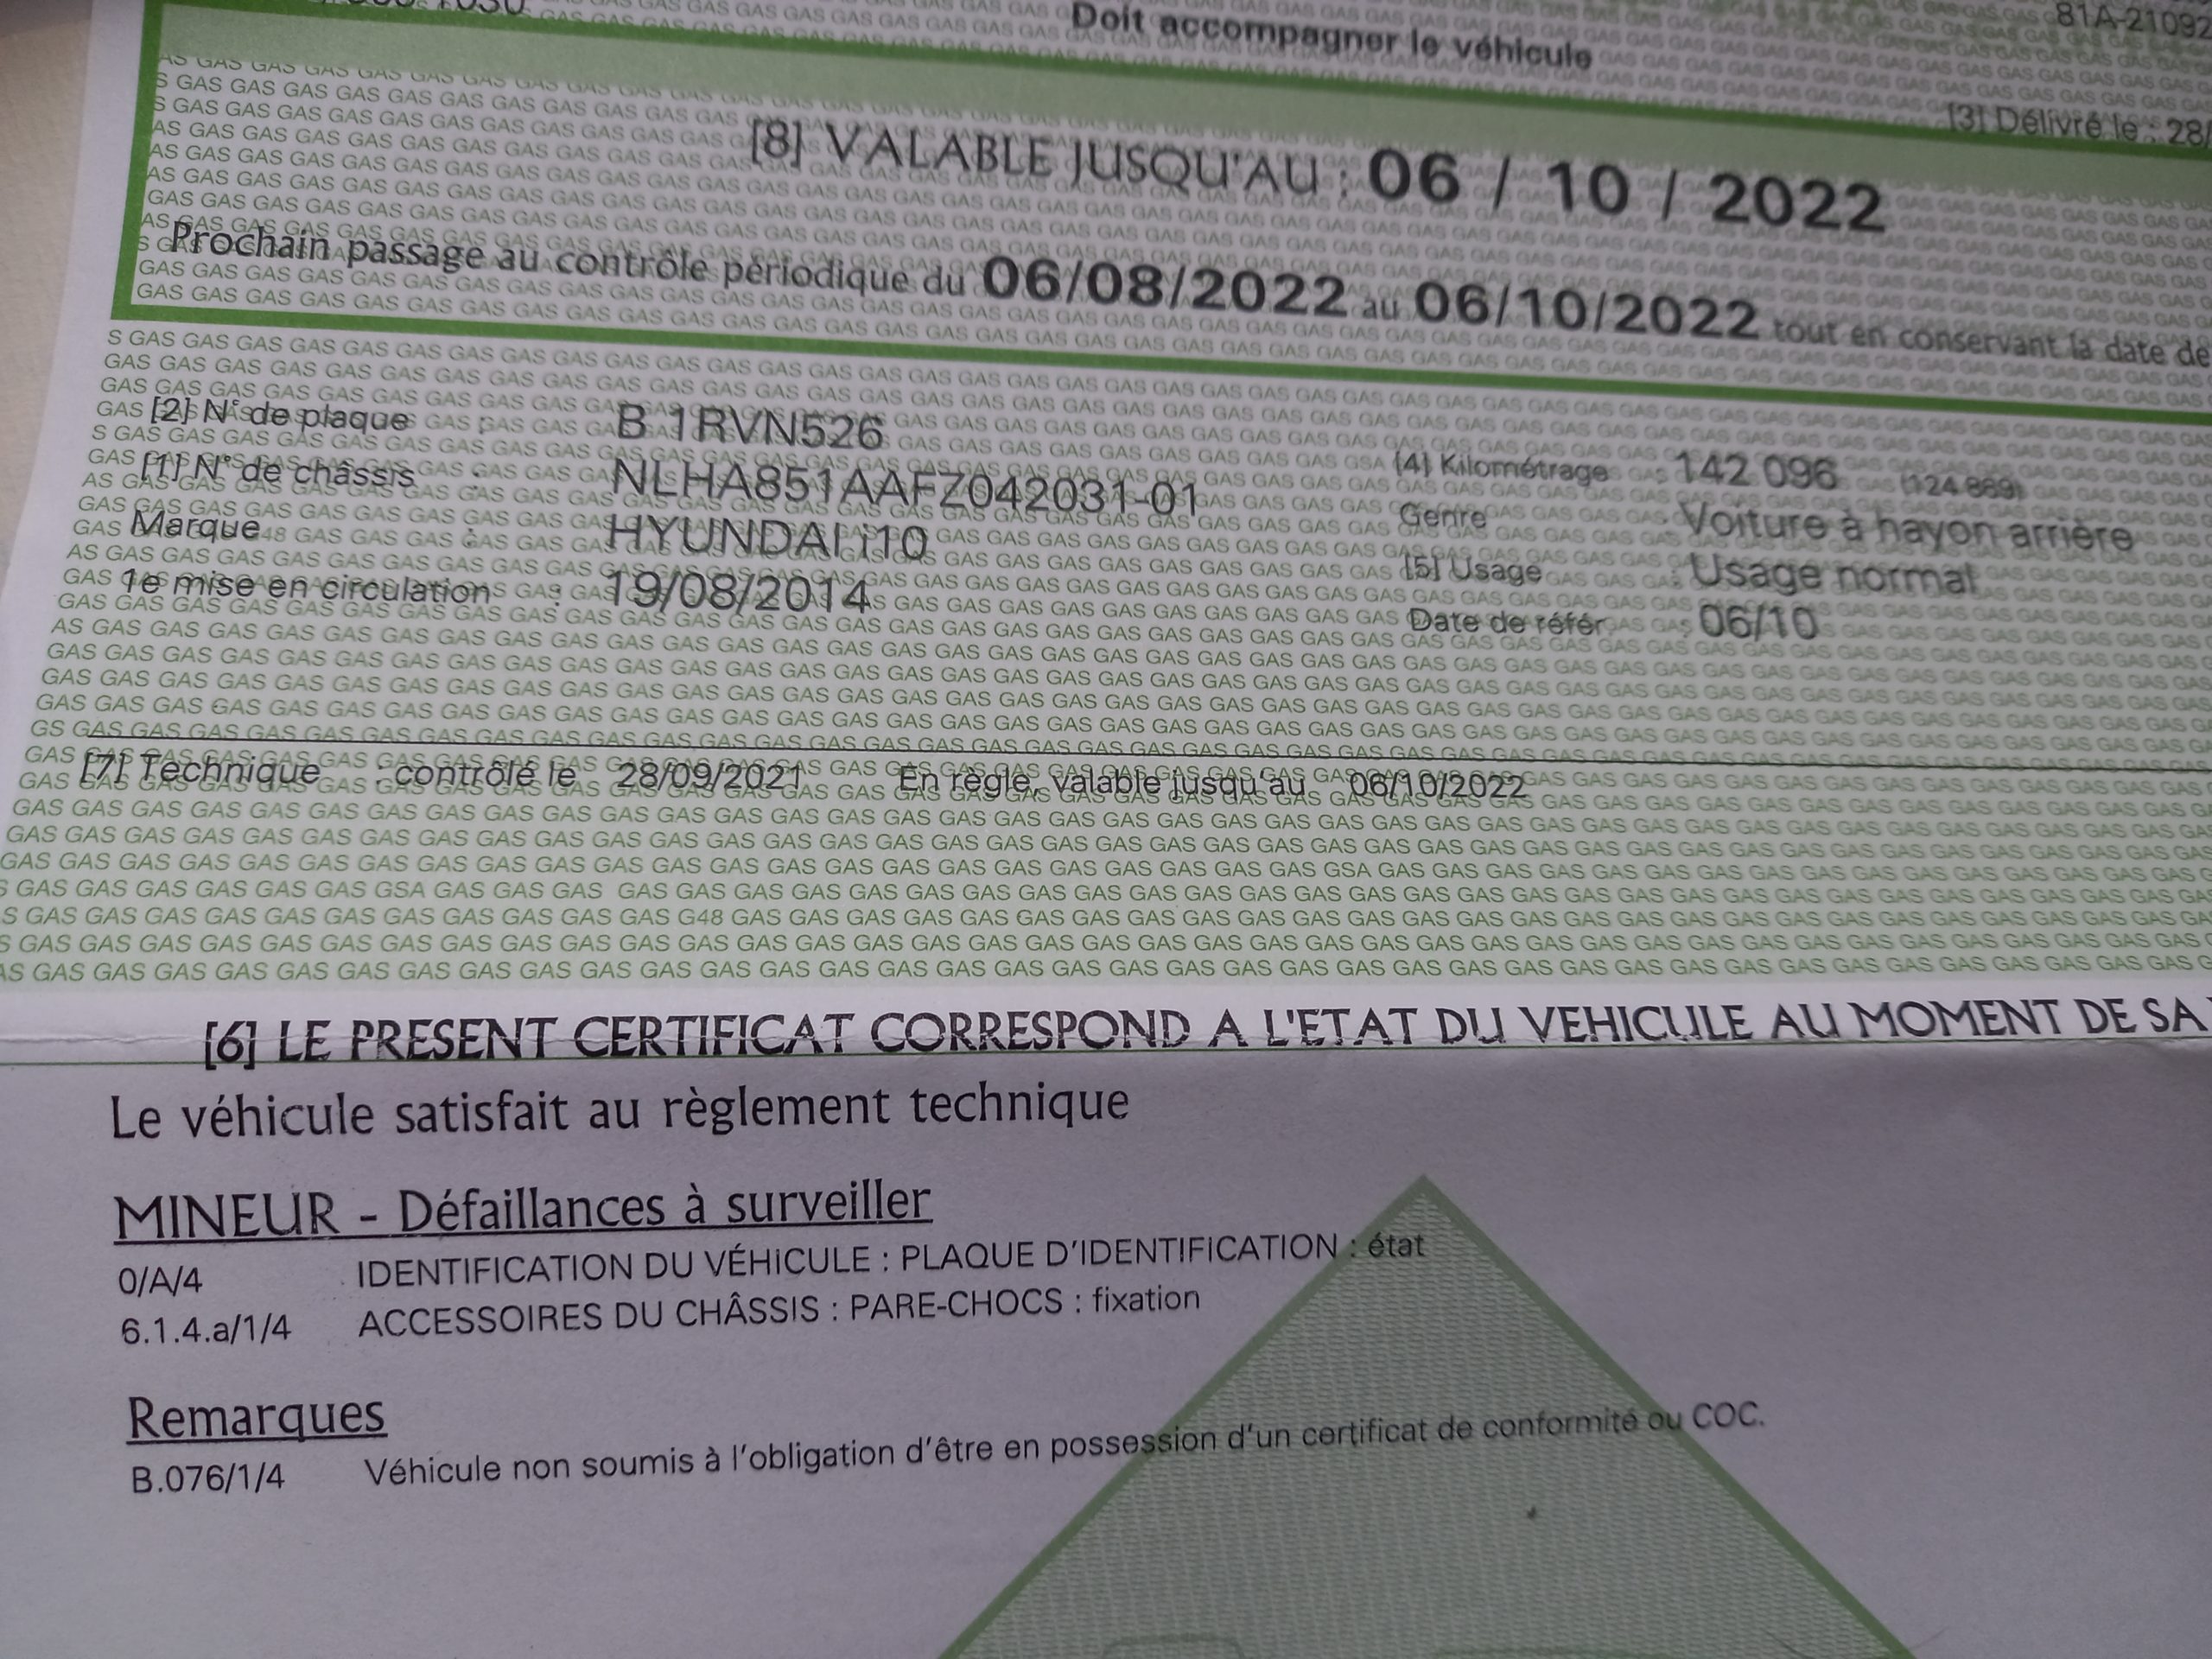 Doit accompagner le véhicule
81A-21092
[3] Délivré le : 28/
[8] VALABLE JUSQU'AU : 06 / 10 / 2022
Prochain passage au contrôle périodique du 06/08/2022 au 06/10/2022 tout en conservant la date de
[2] N° de plaque : B 1RVN526
[1] N° de châssis : NLHA851AAFZ042031-01 [4] Kilométrage : 142 096 (124 869)
Marque : HYUNDAI i10 Genre : Voiture à hayon arrière
1e mise en circulation : 19/08/2014 [5] Usage : Usage normal
Date de référ : 06/10
[7] Technique : contrôlé le 28/09/2021 En règle, valable jusqu'au 06/10/2022
[6] LE PRESENT CERTIFICAT CORRESPOND A L'ETAT DU VEHICULE AU MOMENT DE SA
Le véhicule satisfait au règlement technique
MINEUR - Défaillances à surveiller
0/A/4 IDENTIFICATION DU VÉHICULE : PLAQUE D'IDENTIFICATION : état
6.1.4.a/1/4 ACCESSOIRES DU CHÂSSIS : PARE-CHOCS : fixation
Remarques
B.076/1/4 Véhicule non soumis à l'obligation d'être en possession d'un certificat de conformité ou COC.